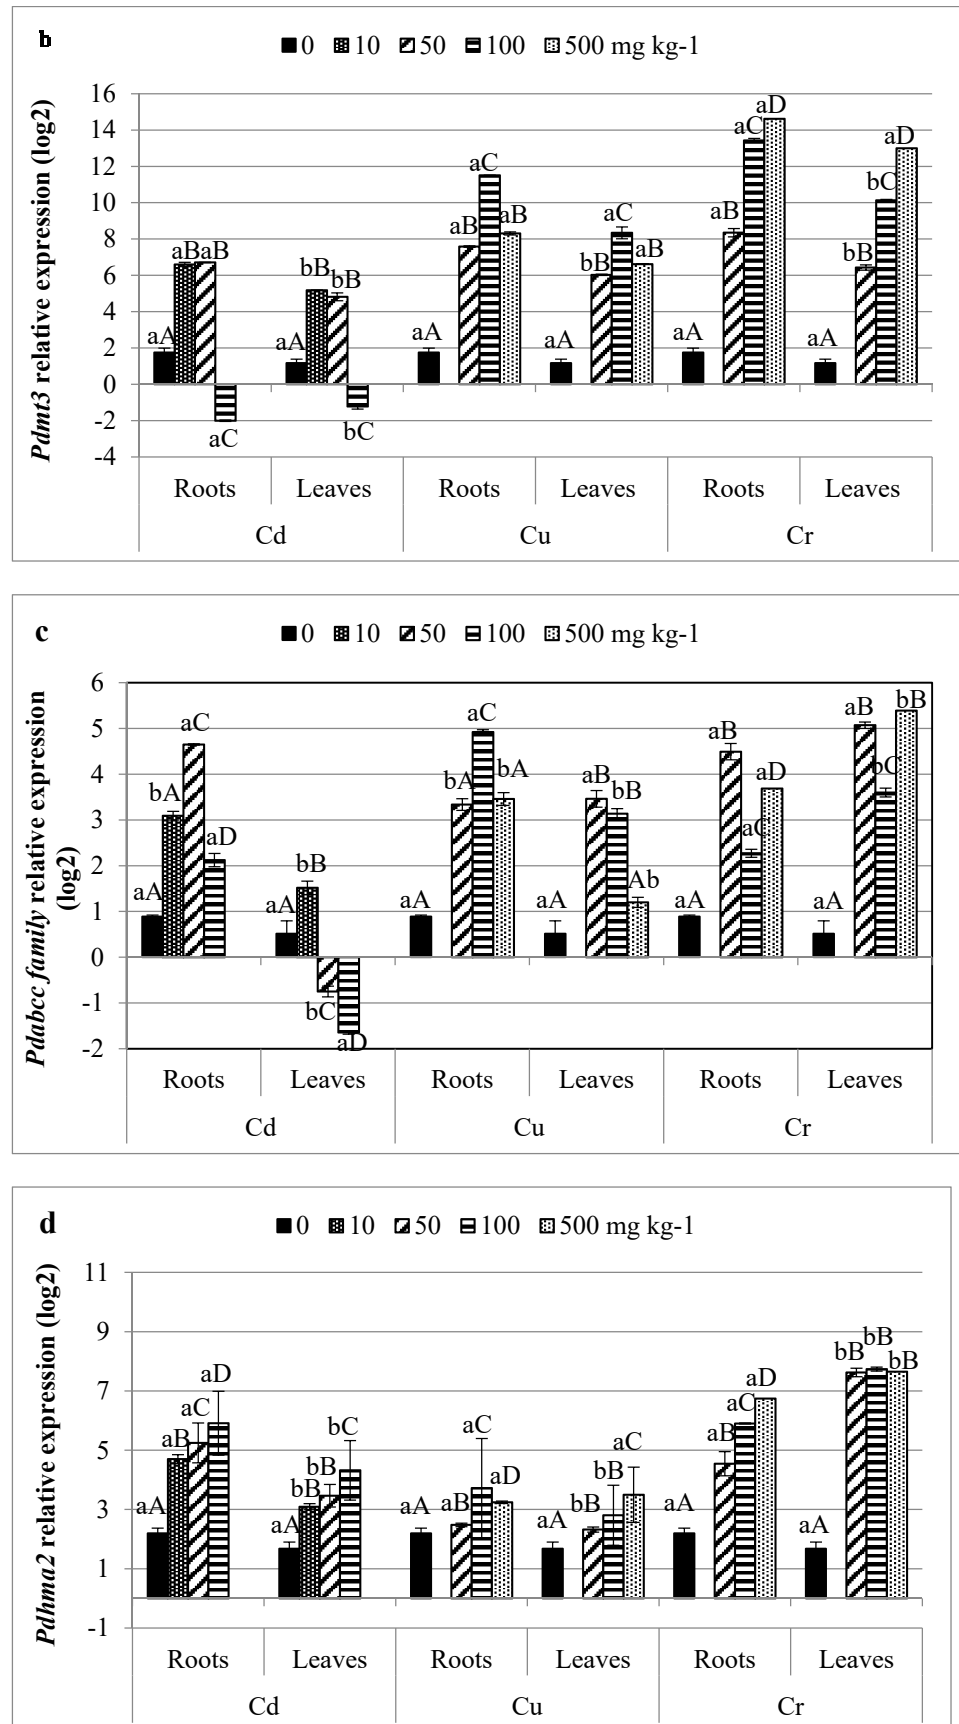 b
0 10 50 100 500 mg kg-1
Pdmt3 relative expression (log2)
16
14
12
10
8
6
4
2
0
-2
-4
aA aB aB aC aA bB bB bC aA aB aC aB aA bB aC aB aA aB aC aD aA bB bC aD
Roots Leaves Roots Leaves Roots Leaves
Cd Cu Cr
c
0 10 50 100 500 mg kg-1
Pdabcc family relative expression
(log2)
6
5
4
3
2
1
0
-1
-2
aA bA aC aD aA bB bC aD aA bA aC bA aA aB bB Ab aA aB aC aD aA aB bC bB
Roots Leaves Roots Leaves Roots Leaves
Cd Cu Cr
d
0 10 50 100 500 mg kg-1
Pdhma2 relative expression (log2)
11
9
7
5
3
1
-1
aA aB aC aD aA bB bB bC aA aB aC aD aA bB bB aC aA aB aC aD aA bB bB bB
Roots Leaves Roots Leaves Roots Leaves
Cd Cu Cr